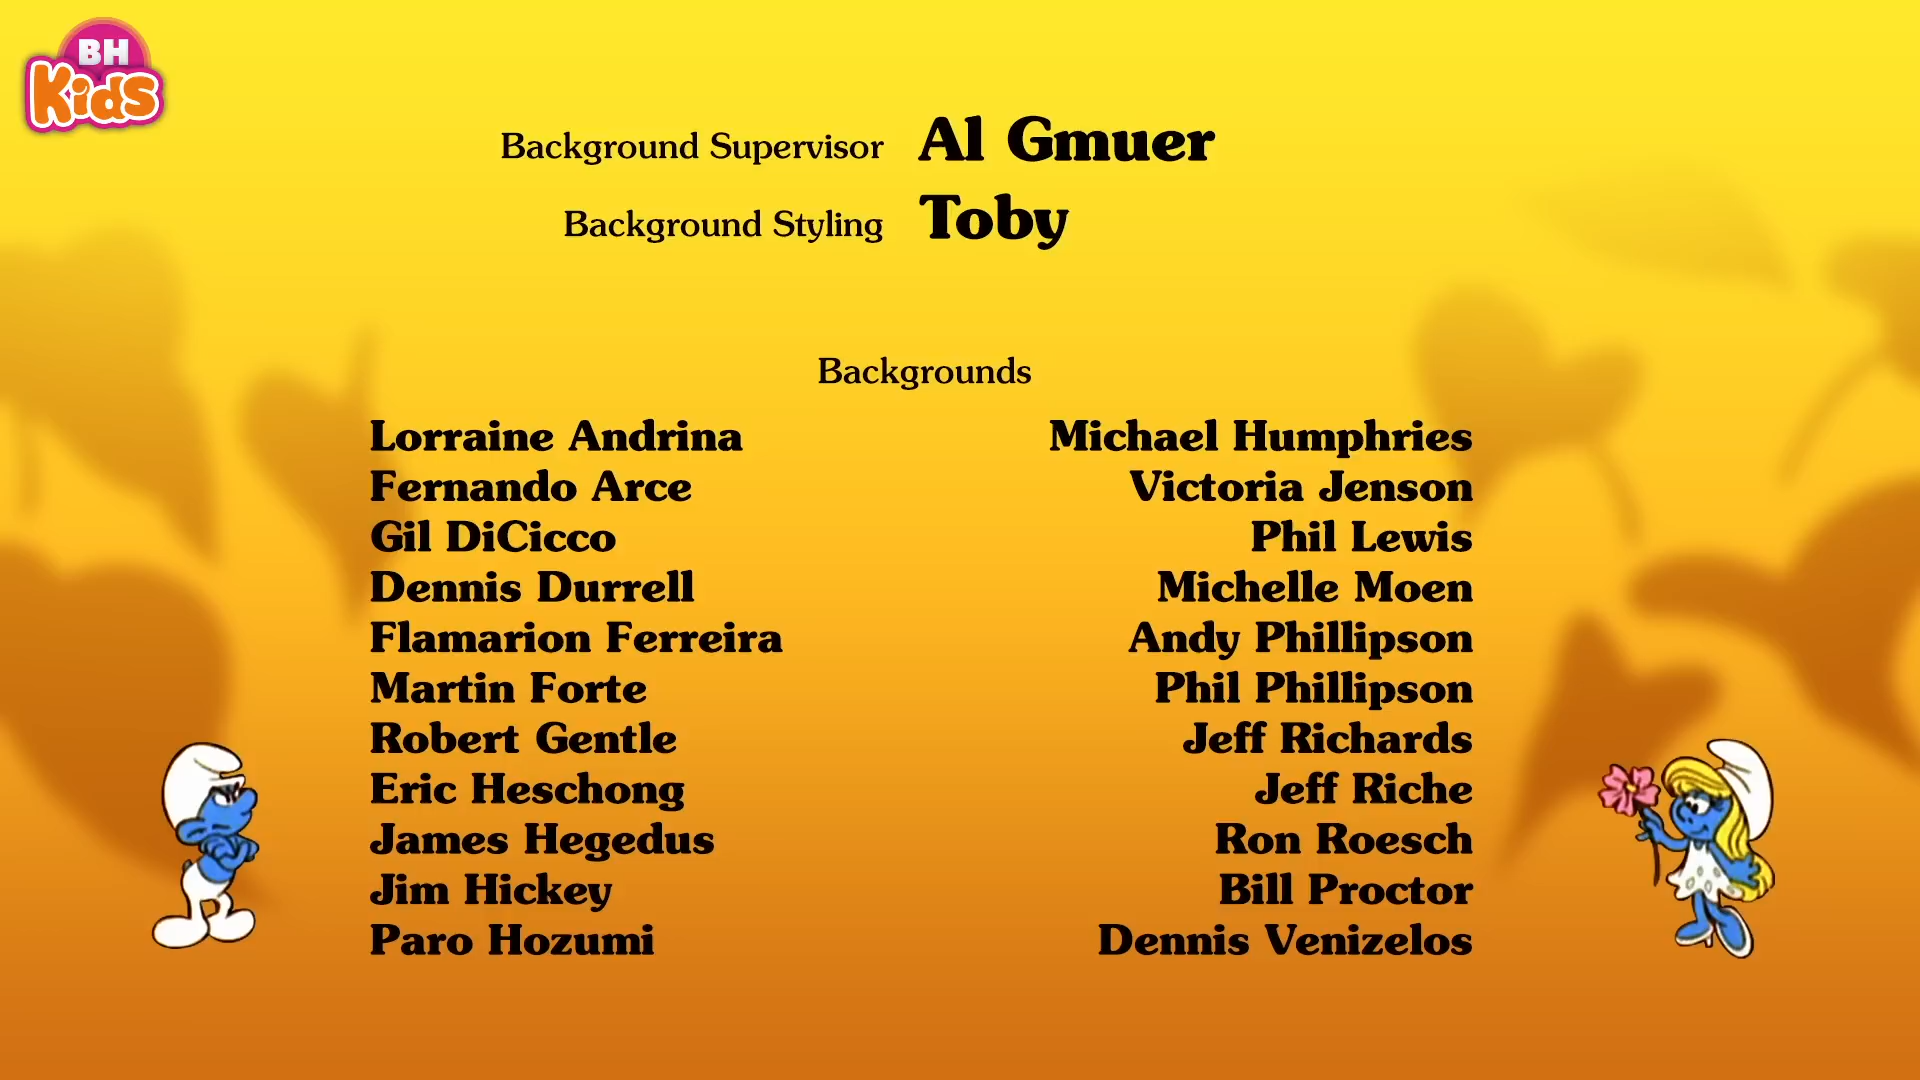 BH
Kids
Background Supervisor Al Gmuer
Background Styling Toby
Backgrounds
Lorraine Andrina
Fernando Arce
Gil DiCicco
Dennis Durrell
Flamarion Ferreira
Martin Forte
Robert Gentle
Eric Heschong
James Hegedus
Jim Hickey
Paro Hozumi
Michael Humphries
Victoria Jenson
Phil Lewis
Michelle Moen
Andy Phillipson
Phil Phillipson
Jeff Richards
Jeff Riche
Ron Roesch
Bill Proctor
Dennis Venizelos